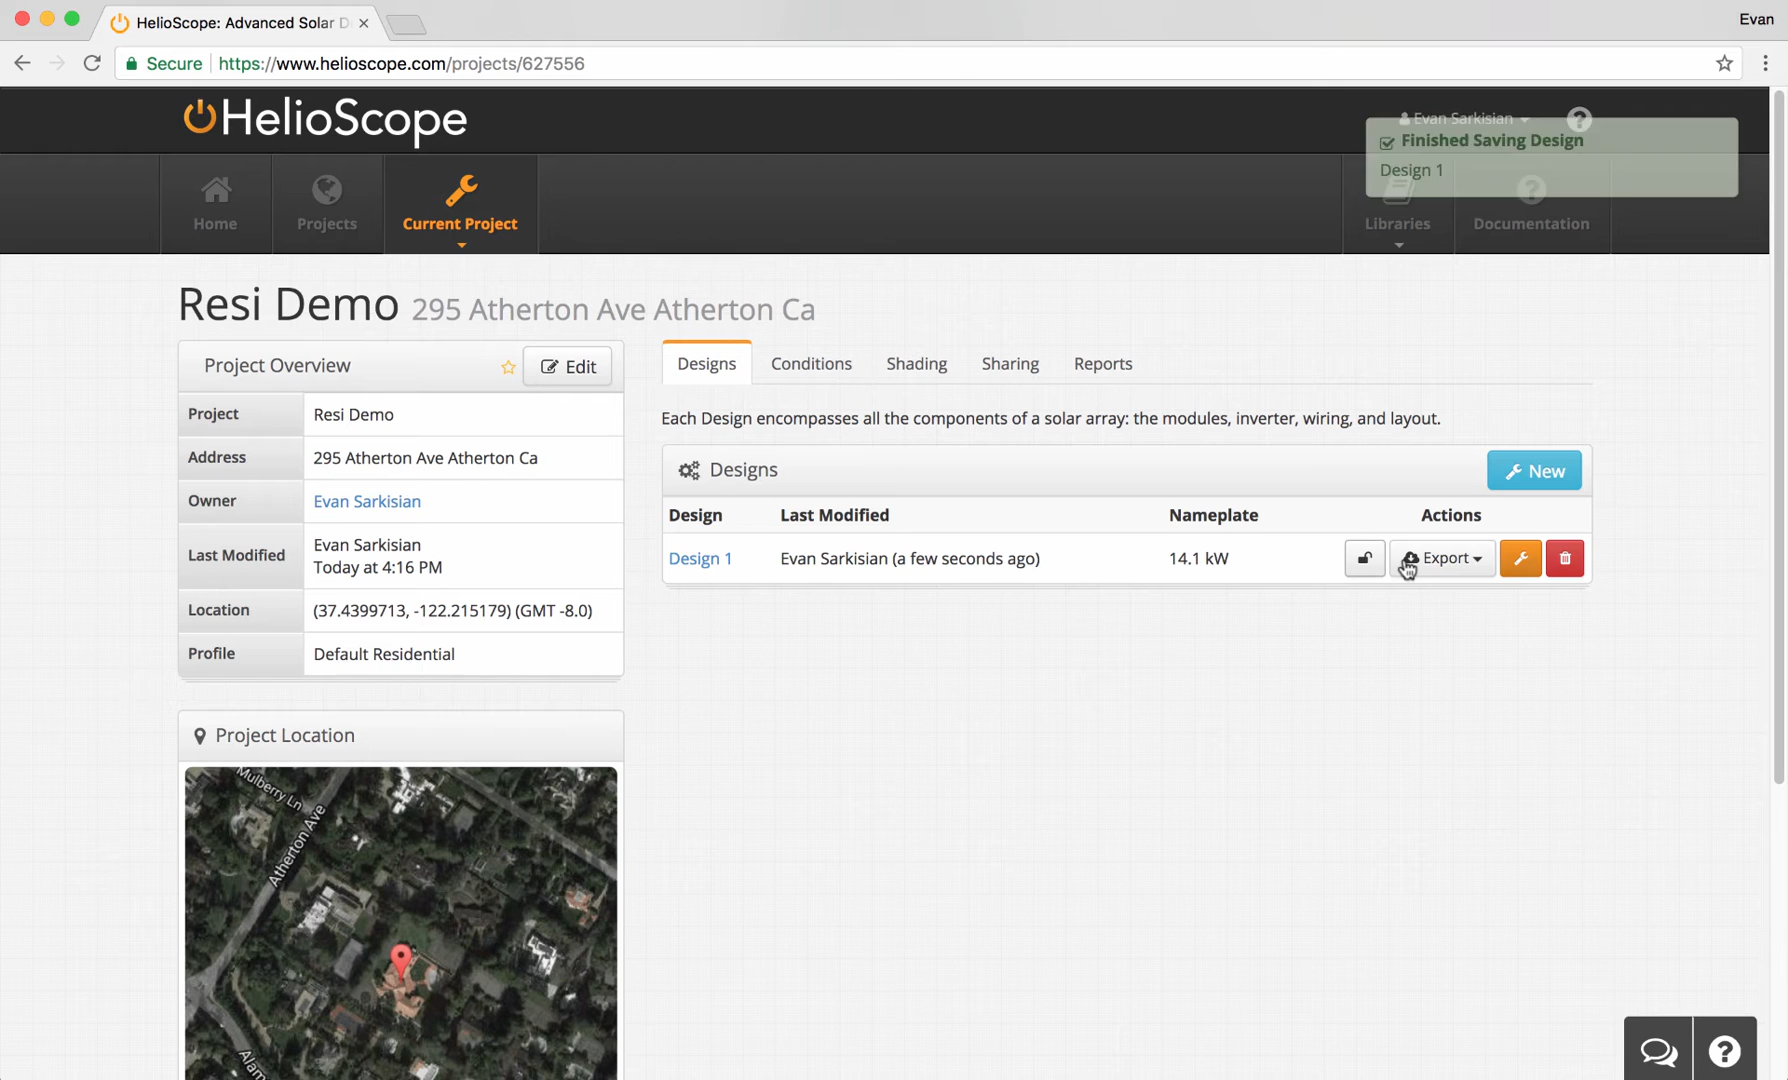 HelioScope: Advanced Solar D
Evan
Secure https://www.helioscope.com/projects/627556
HelioScope
Evan Sarkisian
Finished Saving Design
Design 1
Home
Projects
Current Project
Libraries
Documentation
Resi Demo 295 Atherton Ave Atherton Ca
Project Overview
Edit
Project Resi Demo
Address 295 Atherton Ave Atherton Ca
Owner Evan Sarkisian
Last Modified Evan Sarkisian
Today at 4:16 PM
Location (37.4399713, -122.215179) (GMT -8.0)
Profile Default Residential
Project Location
Mulberry Ln
Atherton Ave
Alam
Designs Conditions Shading Sharing Reports
Each Design encompasses all the components of a solar array: the modules, inverter, wiring, and layout.
Designs
New
Design Last Modified Nameplate Actions
Design 1 Evan Sarkisian (a few seconds ago) 14.1 kW Export